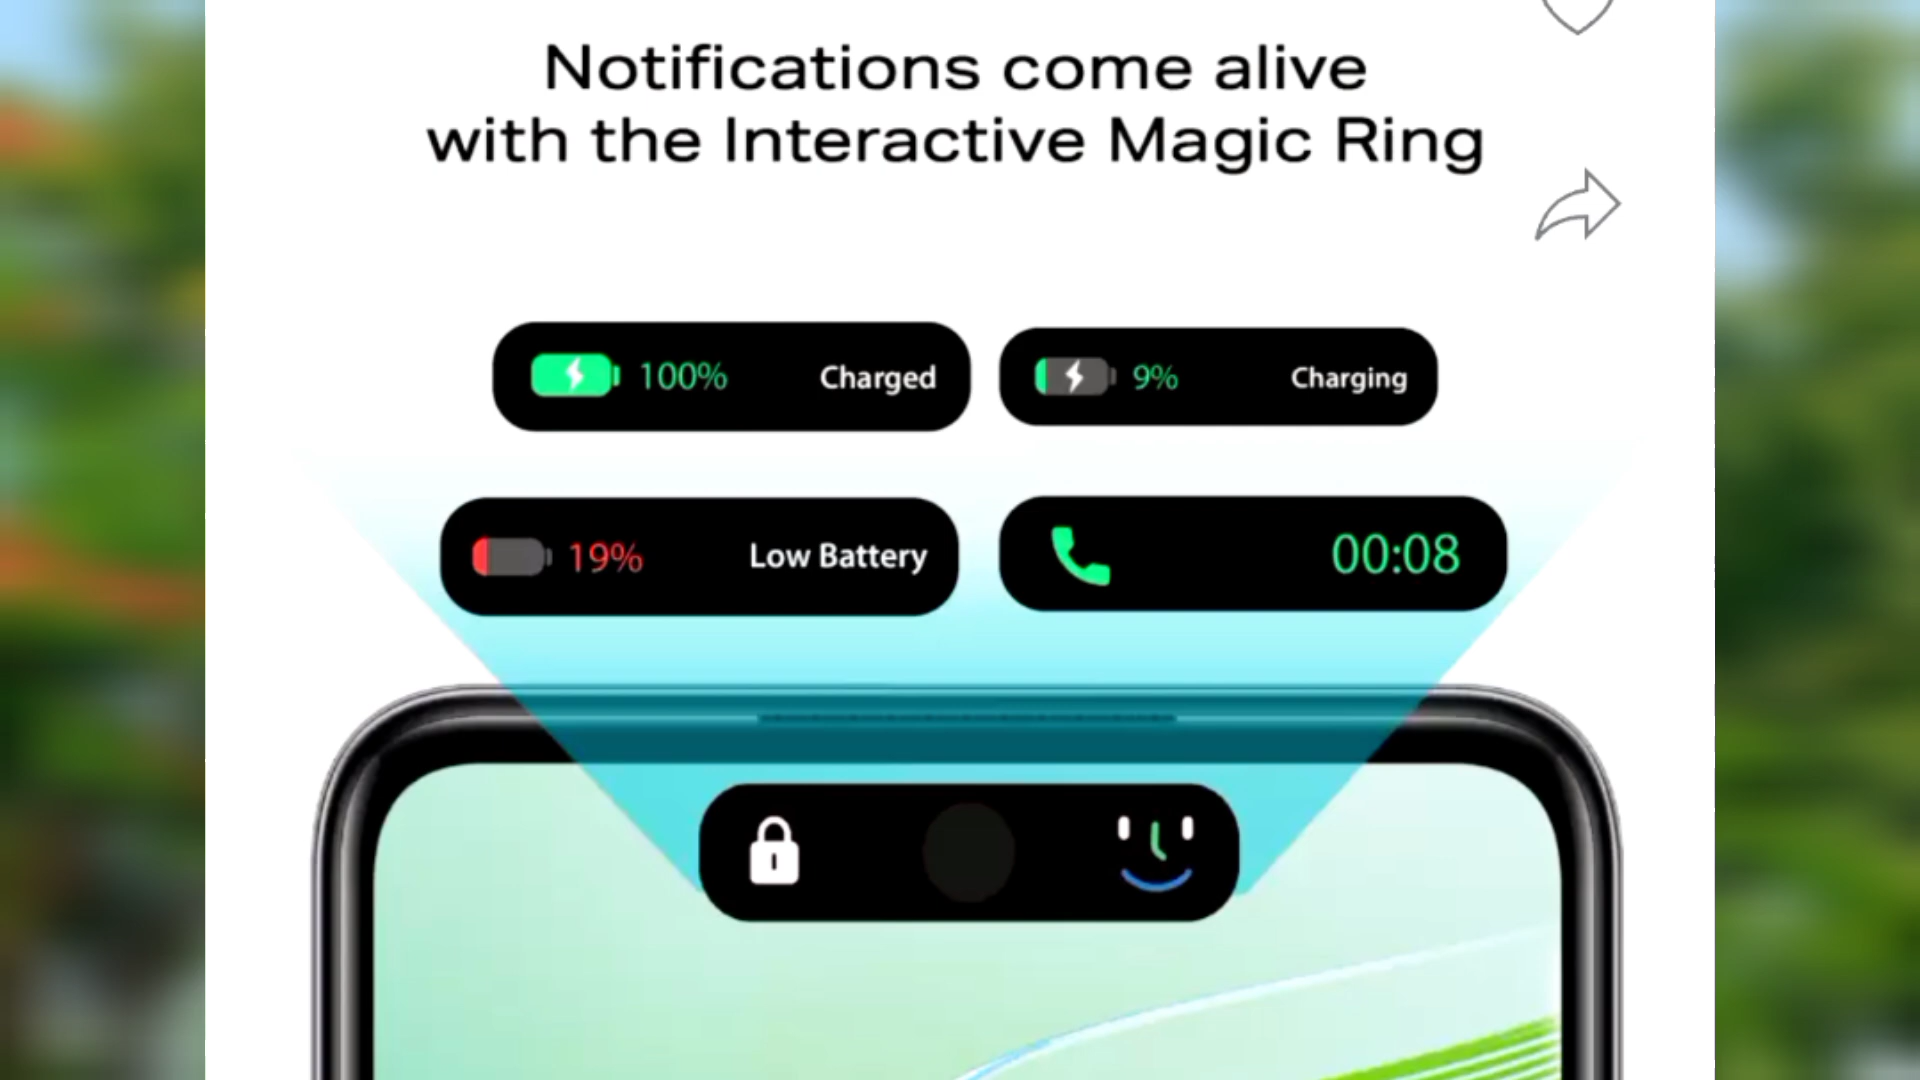 Notifications come alive
with the Interactive Magic Ring
100% Charged
9% Charging
19% Low Battery
00:08